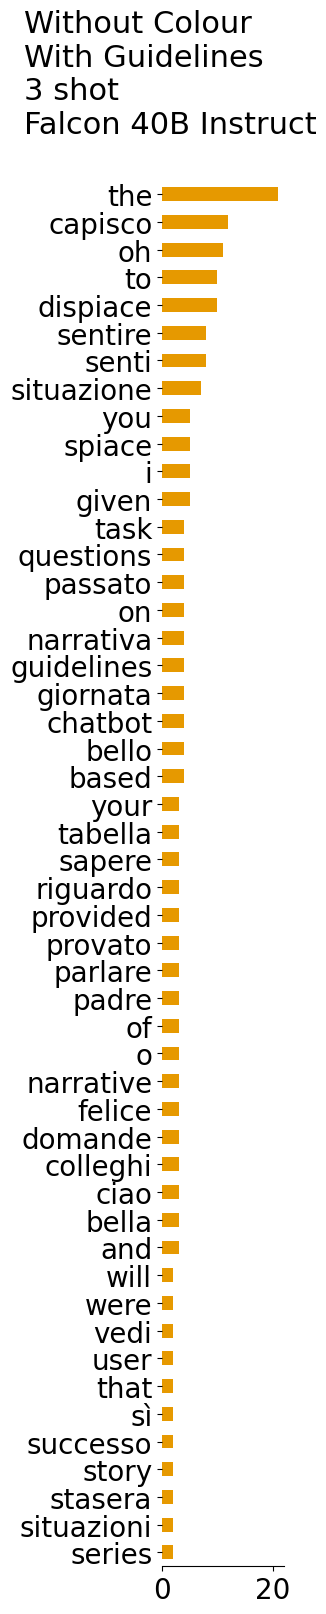 Without Colour
With Guidelines
3 shot
Falcon 40B Instruct
the
capisco
oh
to
dispiace
sentire
senti
situazione
you
spiace
i
given
task
questions
passato
on
narrativa
guidelines
giornata
chatbot
bello
based
your
tabella
sapere
riguardo
provided
provato
parlare
padre
of
o
narrative
felice
domande
colleghi
ciao
bella
and
will
were
vedi
user
that
sì
successo
story
stasera
situazioni
series
0 20